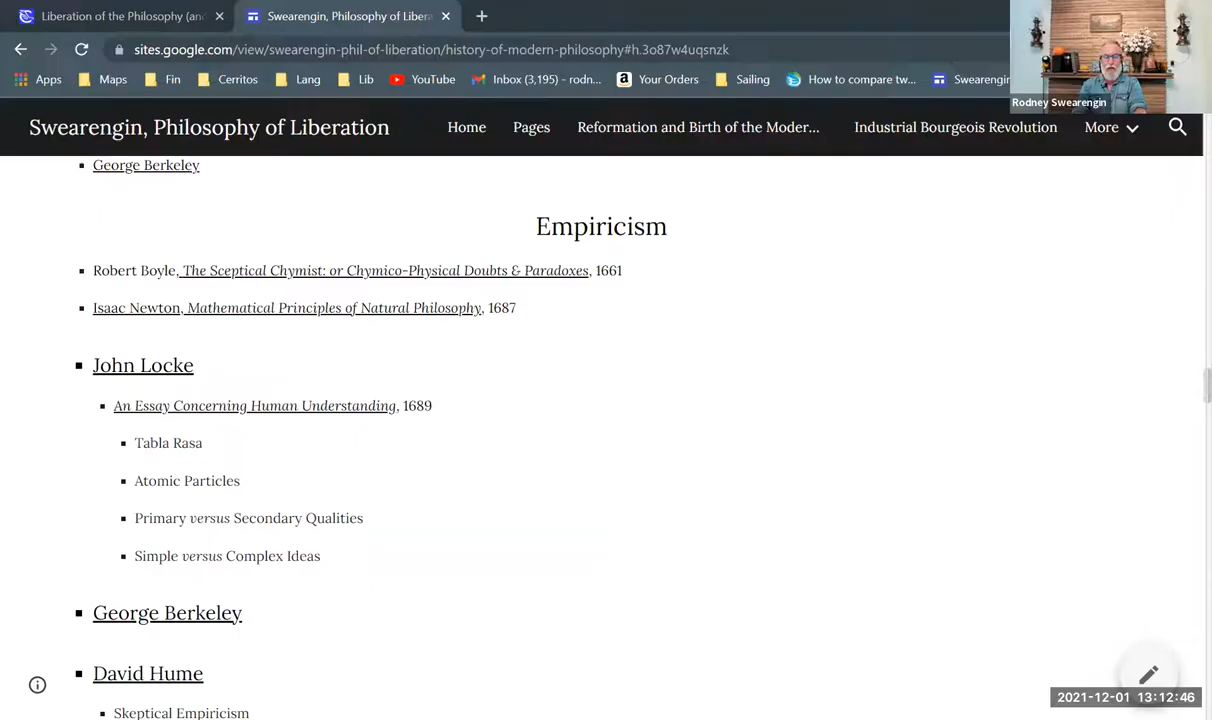 Liberation of the Philosophy (and
Swearengin, Philosophy of Libera
sites.google.com/view/swearengin-phil-of-liberation/history-of-modern-philosophy#h.3o87w4uqsnzk
Apps Maps Fin Cerritos Lang Lib YouTube Inbox (3,195) - rodn... Your Orders Sailing How to compare tw... Swearengin
Rodney Swearengin
Swearengin, Philosophy of Liberation Home Pages Reformation and Birth of the Moder... Industrial Bourgeois Revolution More
George Berkeley
Empiricism
Robert Boyle, The Sceptical Chymist: or Chymico-Physical Doubts & Paradoxes, 1661
Isaac Newton, Mathematical Principles of Natural Philosophy, 1687
John Locke
An Essay Concerning Human Understanding, 1689
Tabla Rasa
Atomic Particles
Primary versus Secondary Qualities
Simple versus Complex Ideas
George Berkeley
David Hume
Skeptical Empiricism
2021-12-01 13:12:46